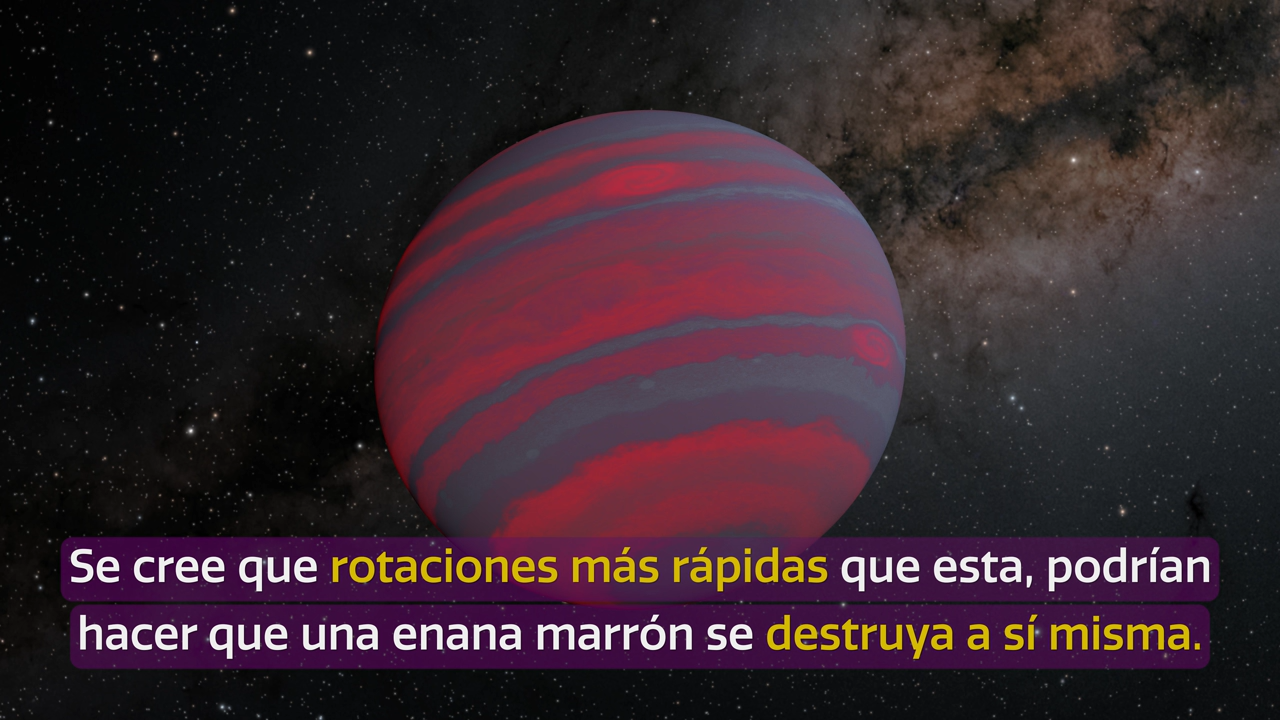 Se cree que rotaciones más rápidas que esta, podrían
hacer que una enana marrón se destruya a sí misma.